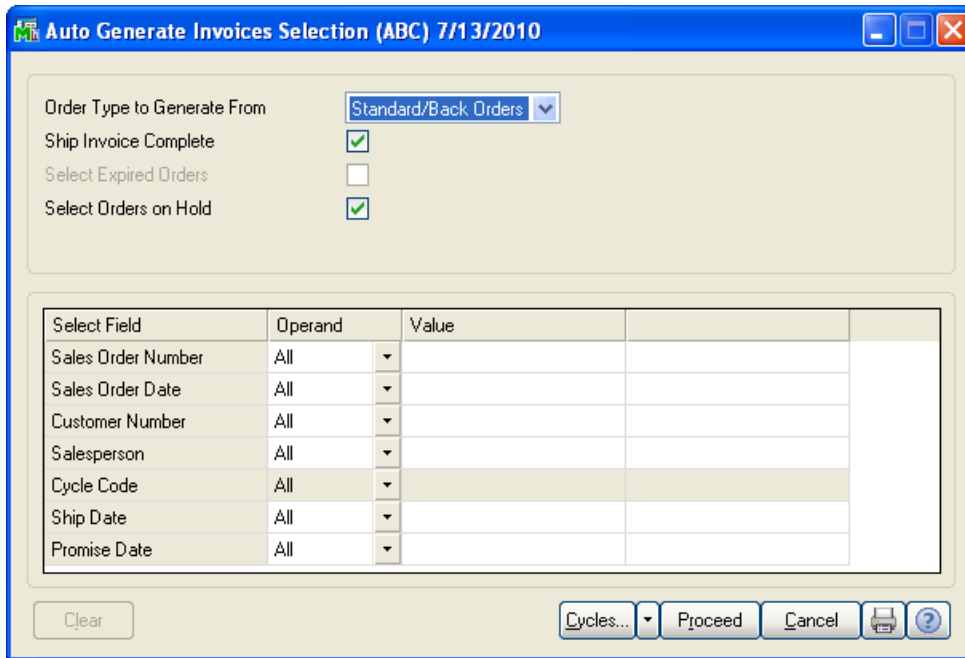 Auto Generate Invoices Selection (ABC) 7/13/2010
Order Type to Generate From Standard/Back Orders
Ship Invoice Complete
Select Expired Orders
Select Orders on Hold
Select Field Operand Value
Sales Order Number All
Sales Order Date All
Customer Number All
Salesperson All
Cycle Code All
Ship Date All
Promise Date All
Clear Cycles... Proceed Cancel ?